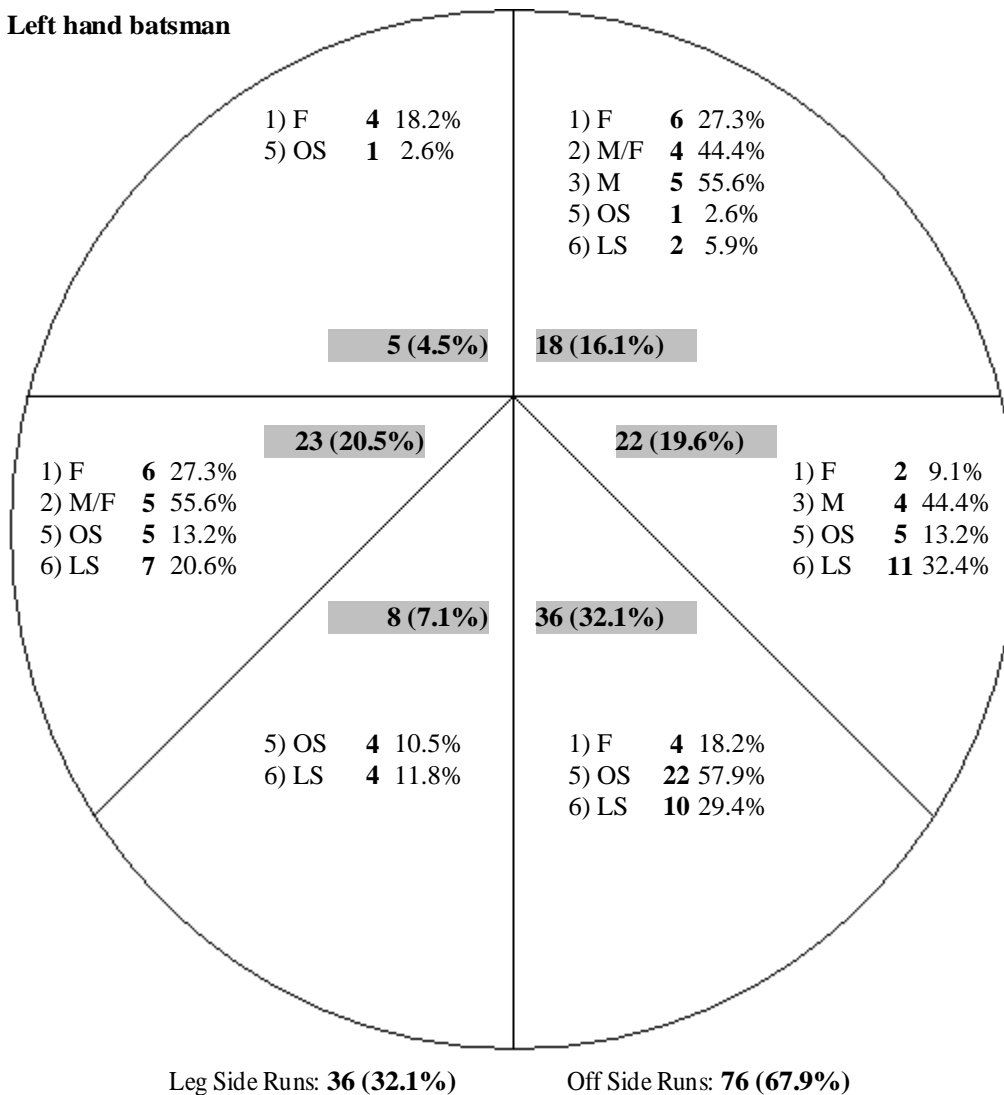 Left hand batsman
1) F 4 18.2%
5) OS 1 2.6%
5 (4.5%)
1) F 6 27.3%
2) M/F 4 44.4%
3) M 5 55.6%
5) OS 1 2.6%
6) LS 2 5.9%
18 (16.1%)
23 (20.5%)
1) F 6 27.3%
2) M/F 5 55.6%
5) OS 5 13.2%
6) LS 7 20.6%
22 (19.6%)
1) F 2 9.1%
3) M 4 44.4%
5) OS 5 13.2%
6) LS 11 32.4%
8 (7.1%)
5) OS 4 10.5%
6) LS 4 11.8%
36 (32.1%)
1) F 4 18.2%
5) OS 22 57.9%
6) LS 10 29.4%
Leg Side Runs: 36 (32.1%)
Off Side Runs: 76 (67.9%)